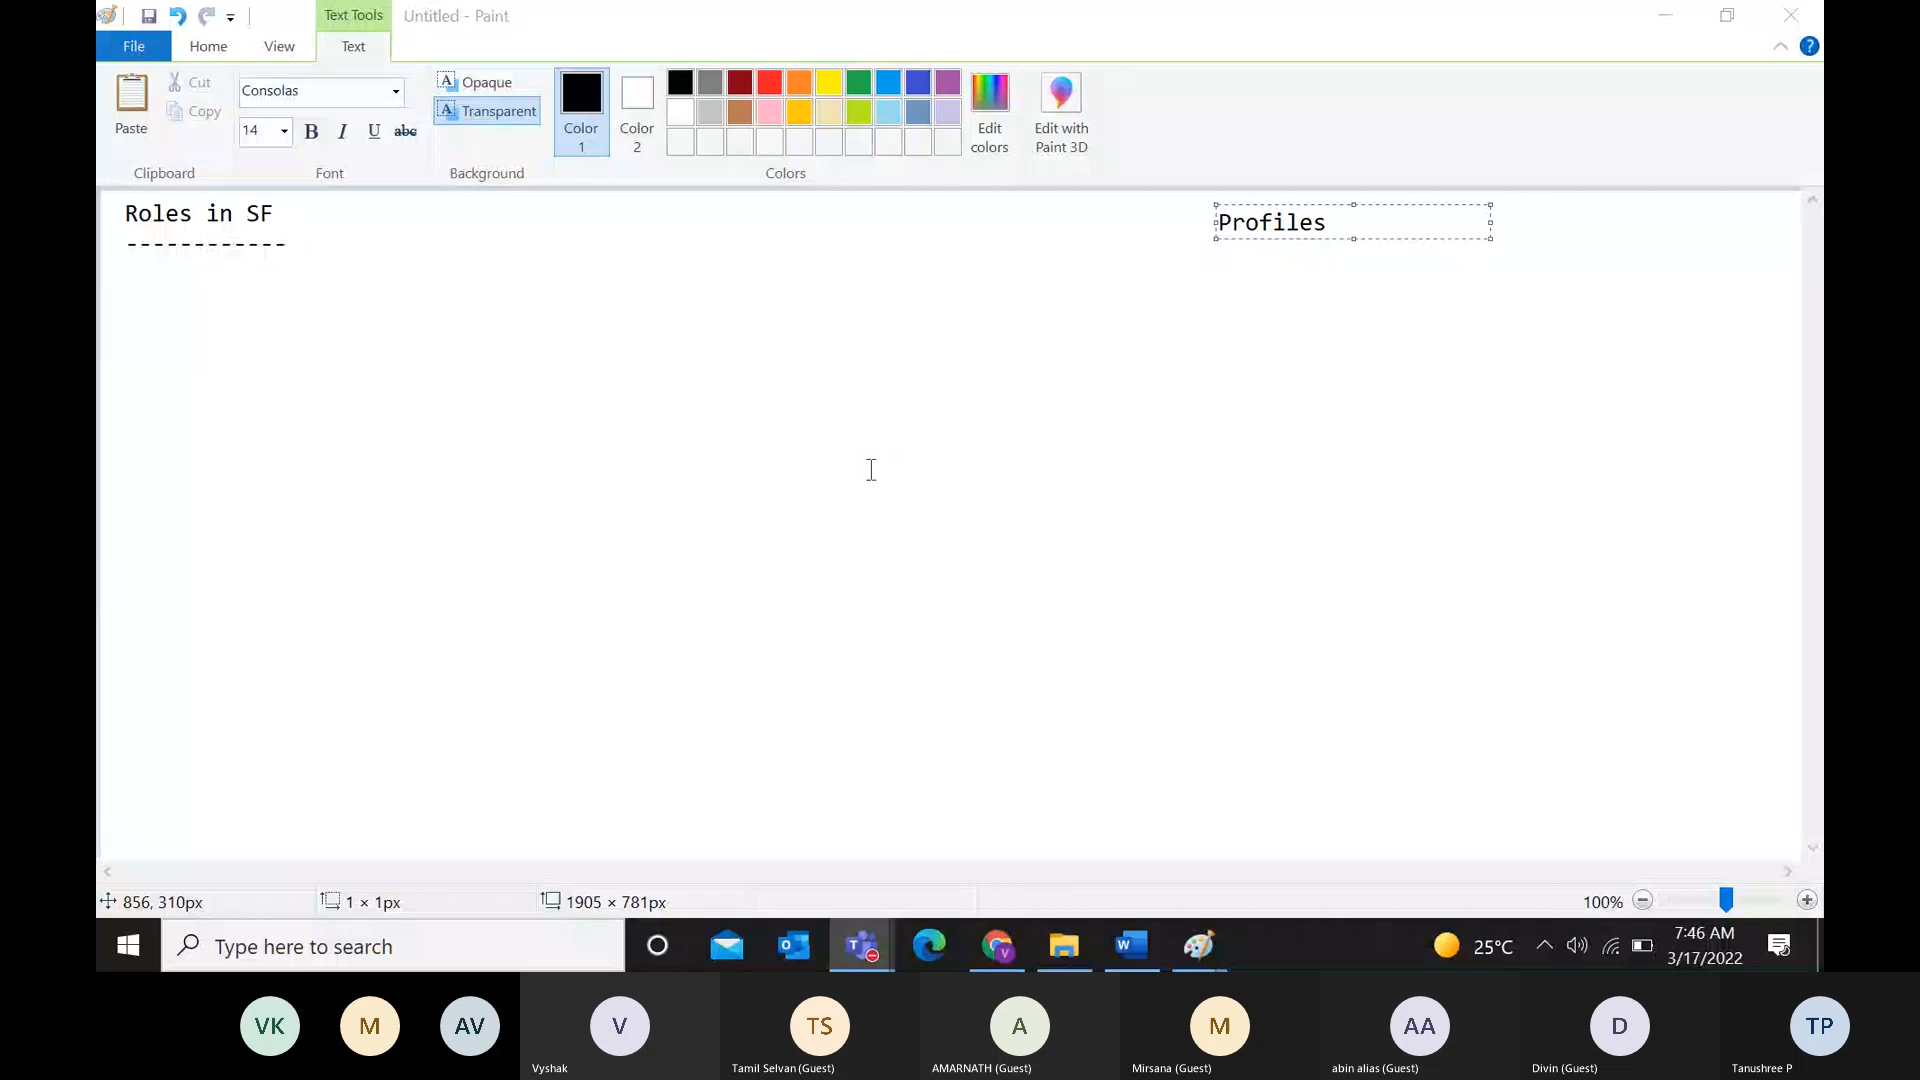 Text Tools
Untitled - Paint
File
Home
View
Text
Paste
Cut
Copy
Clipboard
Consolas
14
B I U abc
Font
A Opaque
A Transparent
Background
Color 1
Color 2
Edit colors
Colors
Edit with Paint 3D
Roles in SF
------------
Profiles
856, 310px
1 × 1px
1905 × 781px
100%
Type here to search
25°C
7:46 AM
3/17/2022
VK
M
AV
V
TS
A
M
AA
D
TP
Vyshak
Tamil Selvan (Guest)
AMARNATH (Guest)
Mirsana (Guest)
abin alias (Guest)
Divin (Guest)
Tanushree P